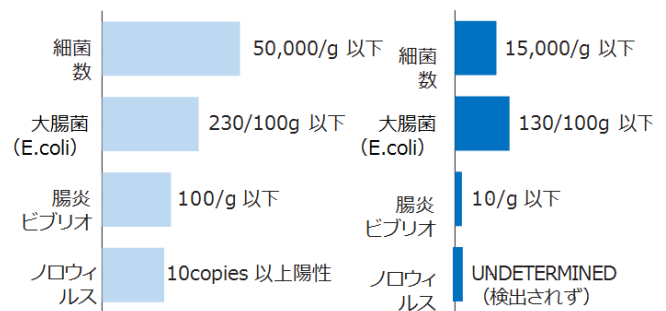 細菌
数
50,000/g 以下
大腸菌
（E.coli）
230/100g 以下
腸炎
ビブリオ
100/g 以下
ノロウィ
ルス
10copies 以上陽性
細菌
数
15,000/g 以下
大腸菌
（E.coli）
130/100g 以下
腸炎
ビブリオ
10/g 以下
ノロウィ
ルス
UNDETERMINED
（検出されず）